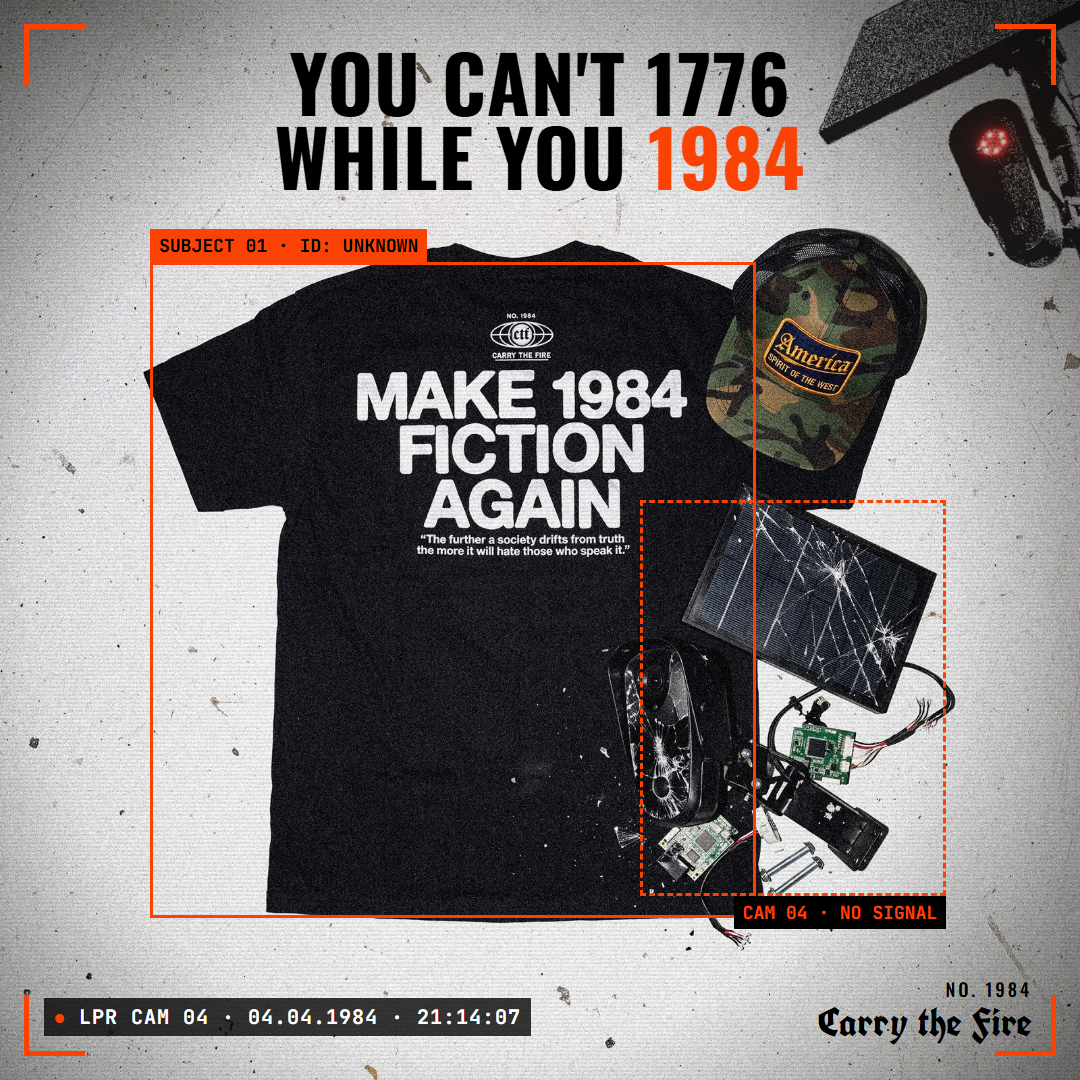 YOU CAN'T 1776
WHILE YOU 1984
SUBJECT 01 · ID: UNKNOWN
NO. 1984
ctf
CARRY THE FIRE
MAKE 1984
FICTION
AGAIN
“The further a society drifts from truth
the more it will hate those who speak it.”
America
SPIRIT OF THE WEST
CAM 04 · NO SIGNAL
LPR CAM 04 · 04.04.1984 · 21:14:07
NO. 1984
Carry the Fire